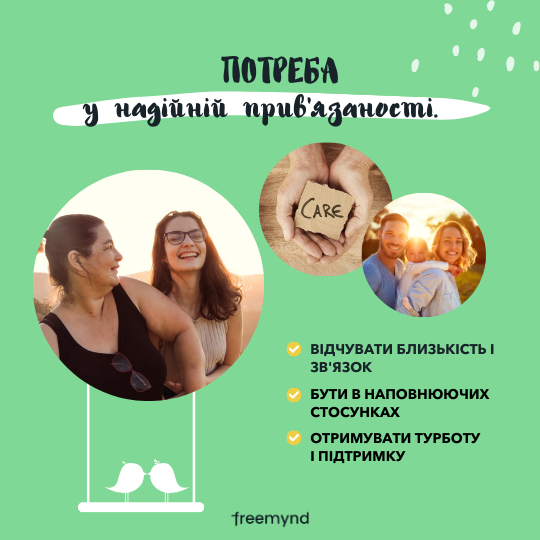 ПОТРЕБА
у надійній прив'язаності.
CARE
ВІДЧУВАТИ БЛИЗЬКІСТЬ І
ЗВ'ЯЗОК
БУТИ В НАПОВНЮЮЧИХ
СТОСУНКАХ
ОТРИМУВАТИ ТУРБОТУ
І ПІДТРИМКУ
freemynd